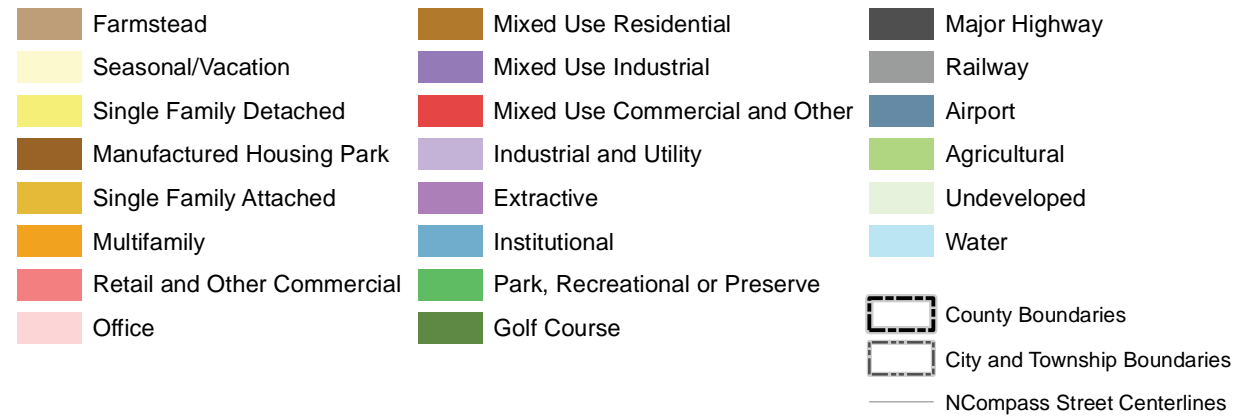 Farmstead
Seasonal/Vacation
Single Family Detached
Manufactured Housing Park
Single Family Attached
Multifamily
Retail and Other Commercial
Office
Mixed Use Residential
Mixed Use Industrial
Mixed Use Commercial and Other
Industrial and Utility
Extractive
Institutional
Park, Recreational or Preserve
Golf Course
Major Highway
Railway
Airport
Agricultural
Undeveloped
Water
County Boundaries
City and Township Boundaries
NCompass Street Centerlines